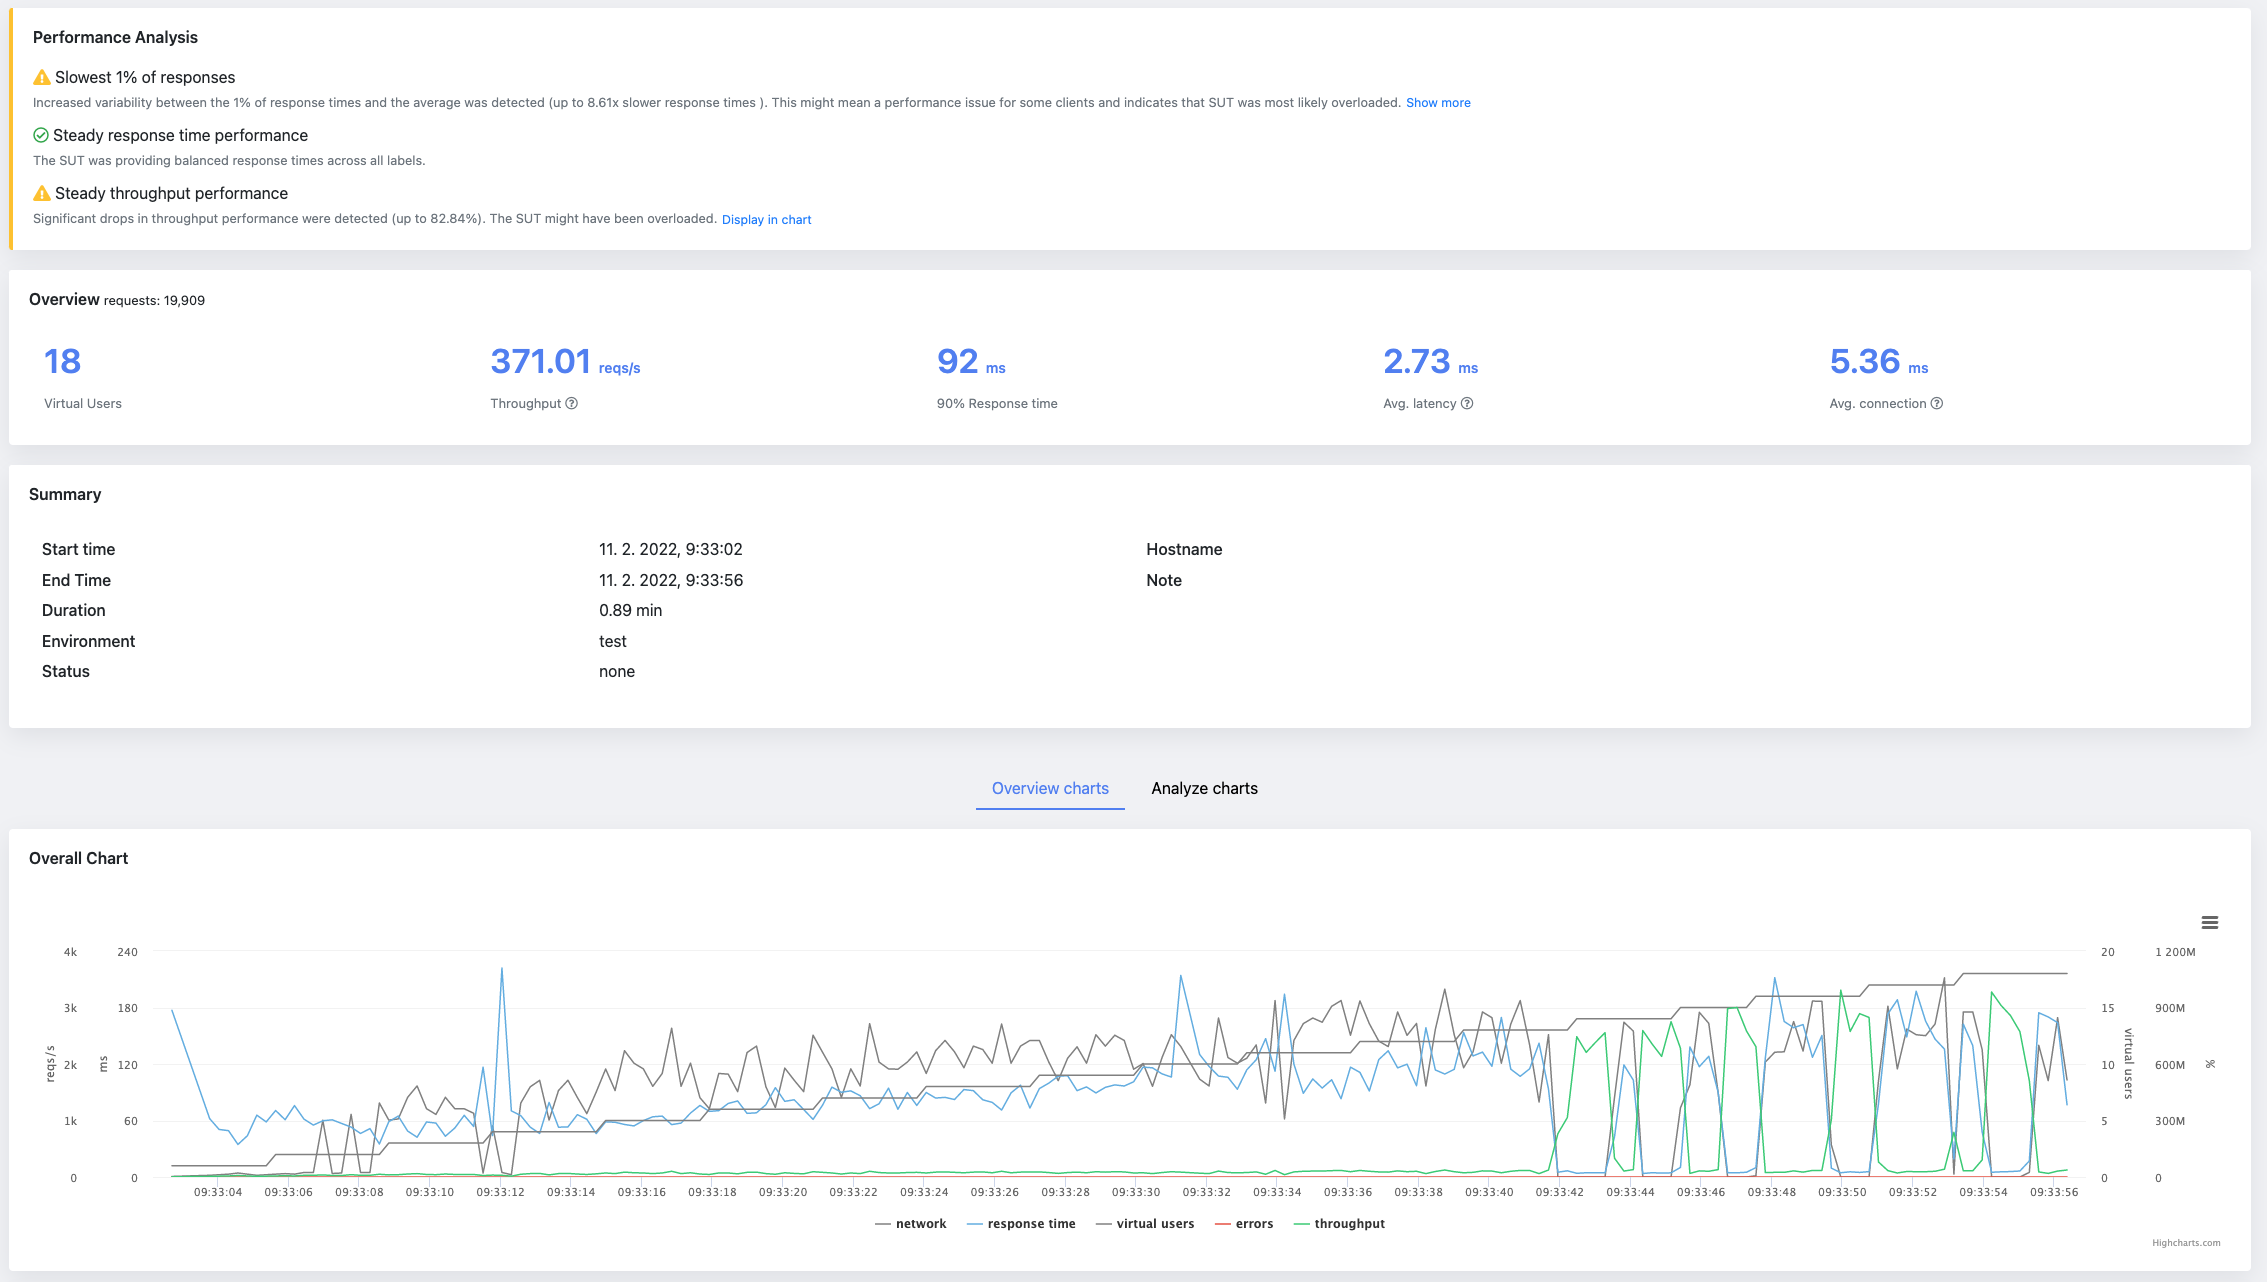 Performance Analysis
Slowest 1% of responses
Increased variability between the 1% of response times and the average was detected (up to 8.61x slower response times ). This might mean a performance issue for some clients and indicates that SUT was most likely overloaded. Show more
Steady response time performance
The SUT was providing balanced response times across all labels.
Steady throughput performance
Significant drops in throughput performance were detected (up to 82.84%). The SUT might have been overloaded. Display in chart
Overview requests: 19,909
18 371.01 reqs/s 92 ms 2.73 ms 5.36 ms
Virtual Users Throughput 90% Response time Avg. latency Avg. connection
Summary
Start time 11. 2. 2022, 9:33:02 Hostname
End Time 11. 2. 2022, 9:33:56 Note
Duration 0.89 min
Environment test
Status none
Overview charts Analyze charts
Overall Chart
4k 240 20 1 200M
3k 180 15 900M
reqs/s ms virtual users %
2k 120 10 600M
1k 60 5 300M
0 0 0 0
09:33:04 09:33:06 09:33:08 09:33:10 09:33:12 09:33:14 09:33:16 09:33:18 09:33:20 09:33:22 09:33:24 09:33:26 09:33:28 09:33:30 09:33:32 09:33:34 09:33:36 09:33:38 09:33:40 09:33:42 09:33:44 09:33:46 09:33:48 09:33:50 09:33:52 09:33:54 09:33:56
network response time virtual users errors throughput
Highcharts.com